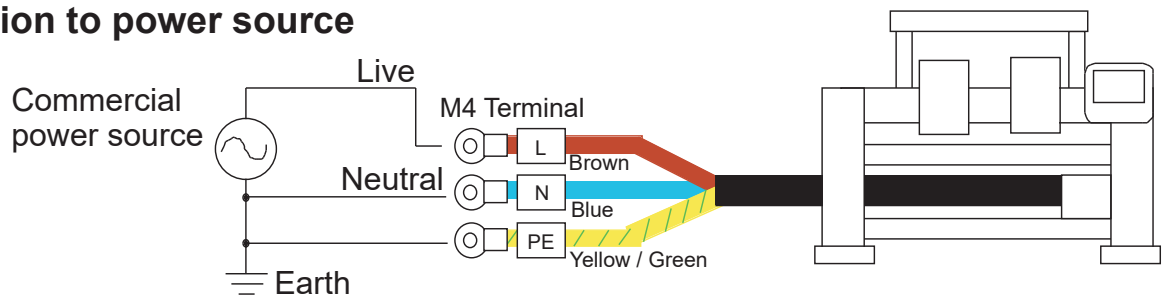 ion to power source
Live
Commercial
power source
M4 Terminal
L
Brown
Neutral
N
Blue
PE
Yellow / Green
Earth